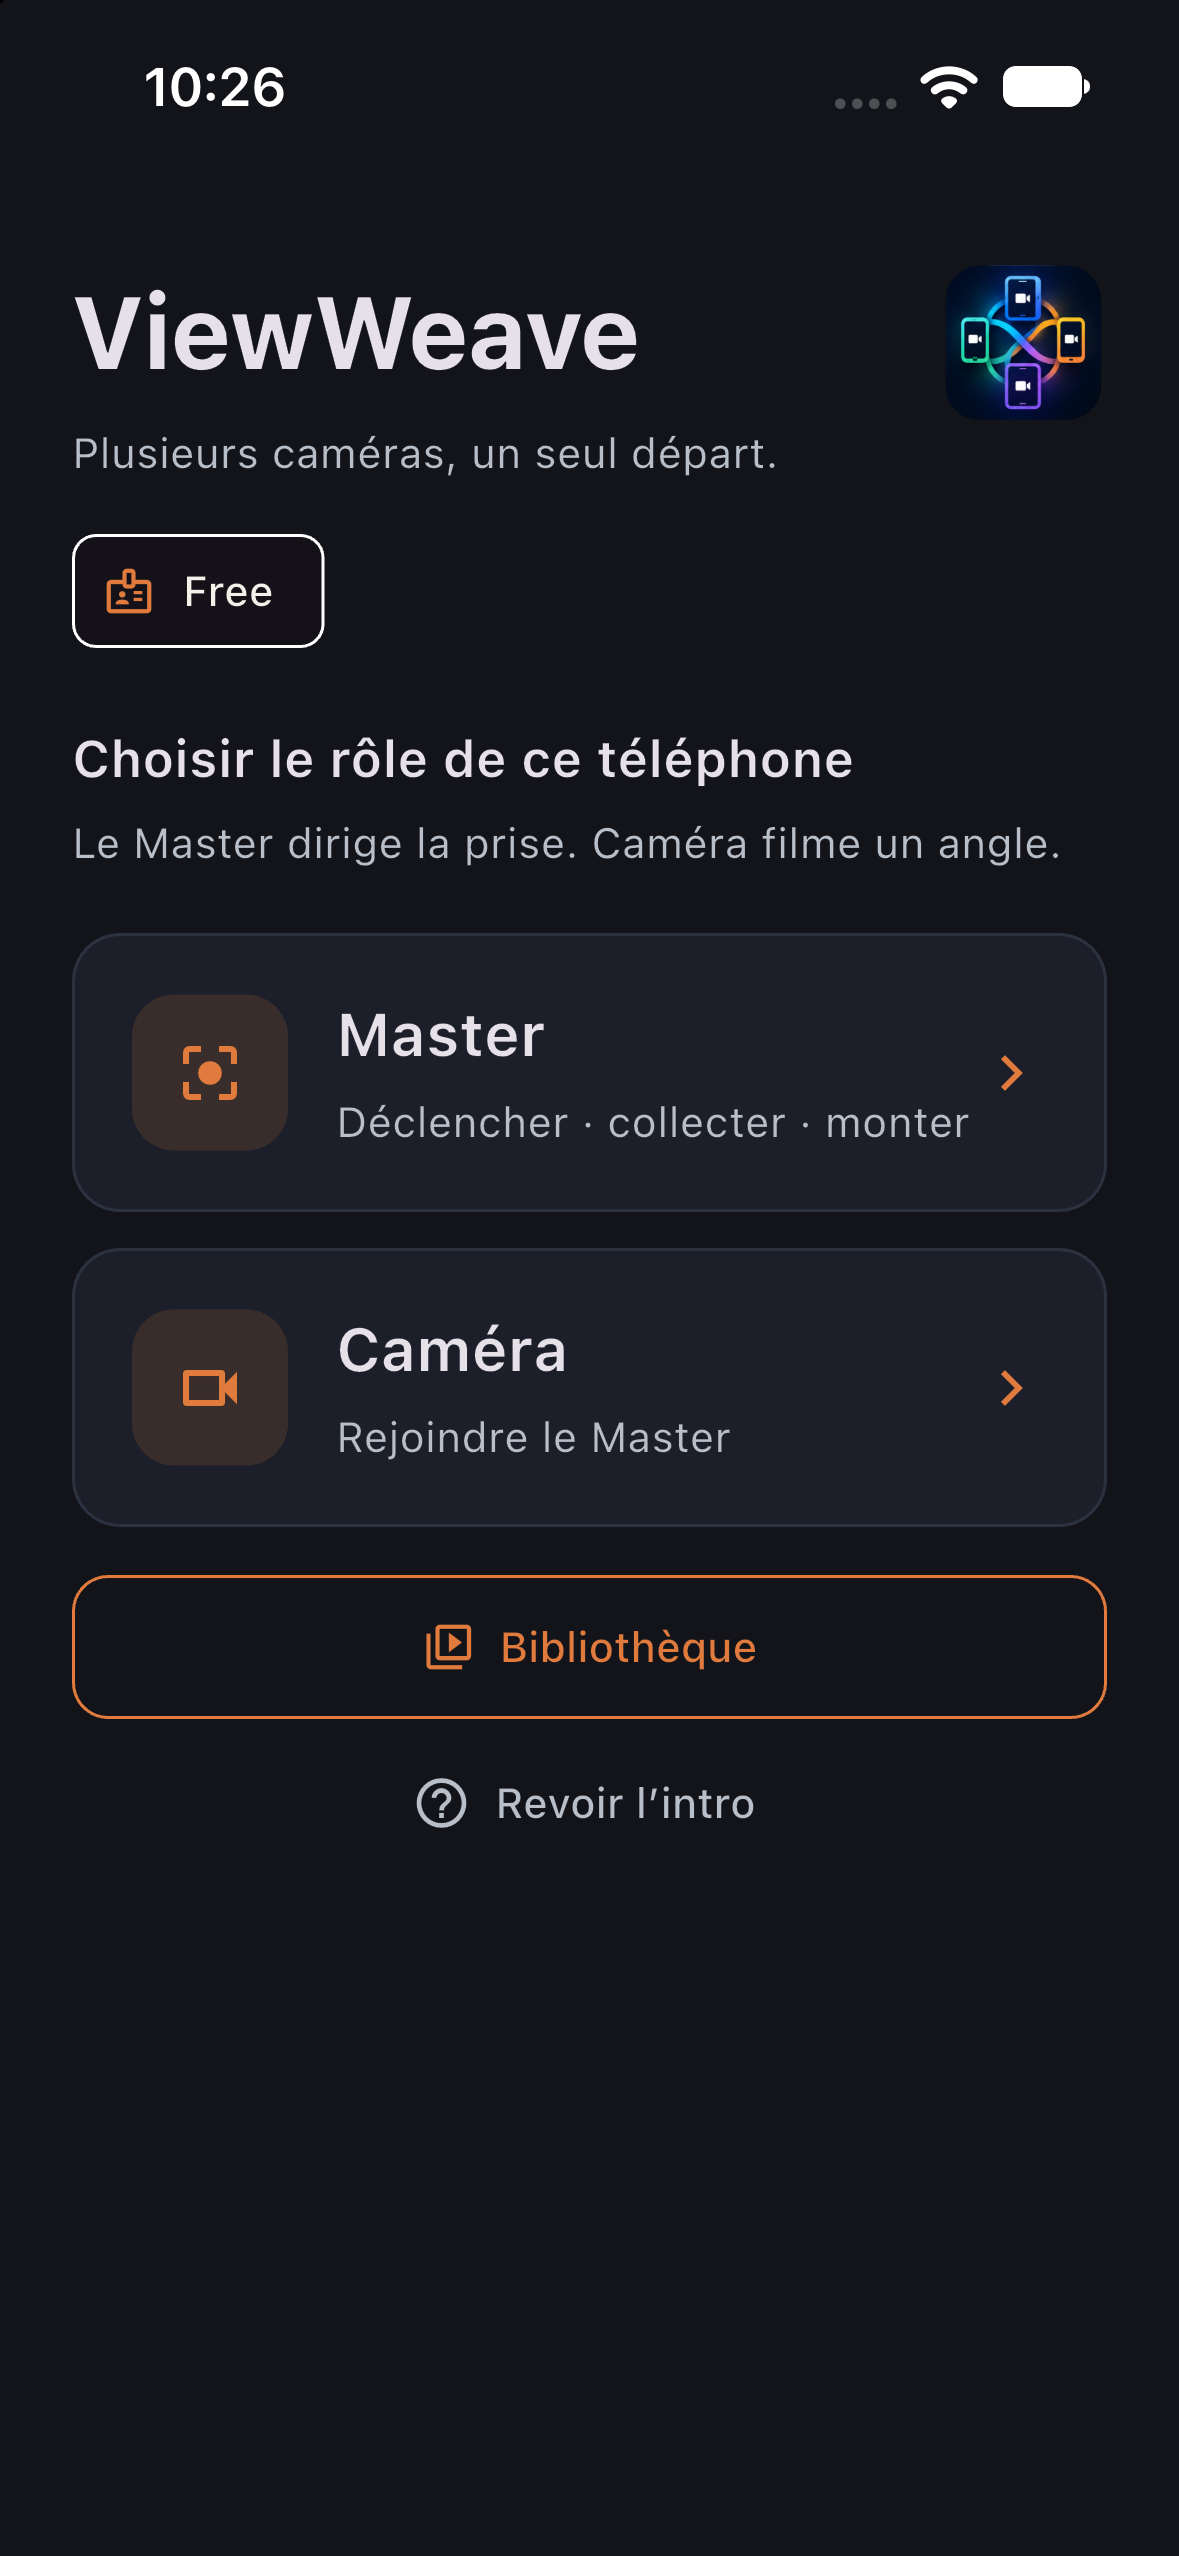 10:26
ViewWeave
Plusieurs caméras, un seul départ.
Free
Choisir le rôle de ce téléphone
Le Master dirige la prise. Caméra filme un angle.
Master
Déclencher · collecter · monter
Caméra
Rejoindre le Master
Bibliothèque
Revoir l’intro